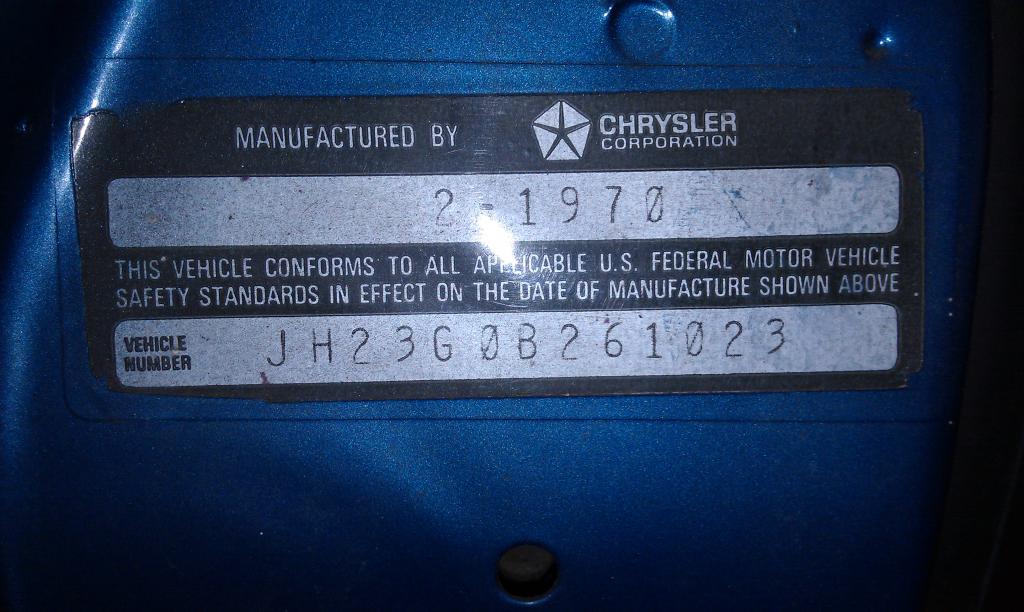 MANUFACTURED BY CHRYSLER CORPORATION
2-1970
THIS VEHICLE CONFORMS TO ALL APPLICABLE U.S. FEDERAL MOTOR VEHICLE
SAFETY STANDARDS IN EFFECT ON THE DATE OF MANUFACTURE SHOWN ABOVE
VEHICLE NUMBER JH23G0B261023